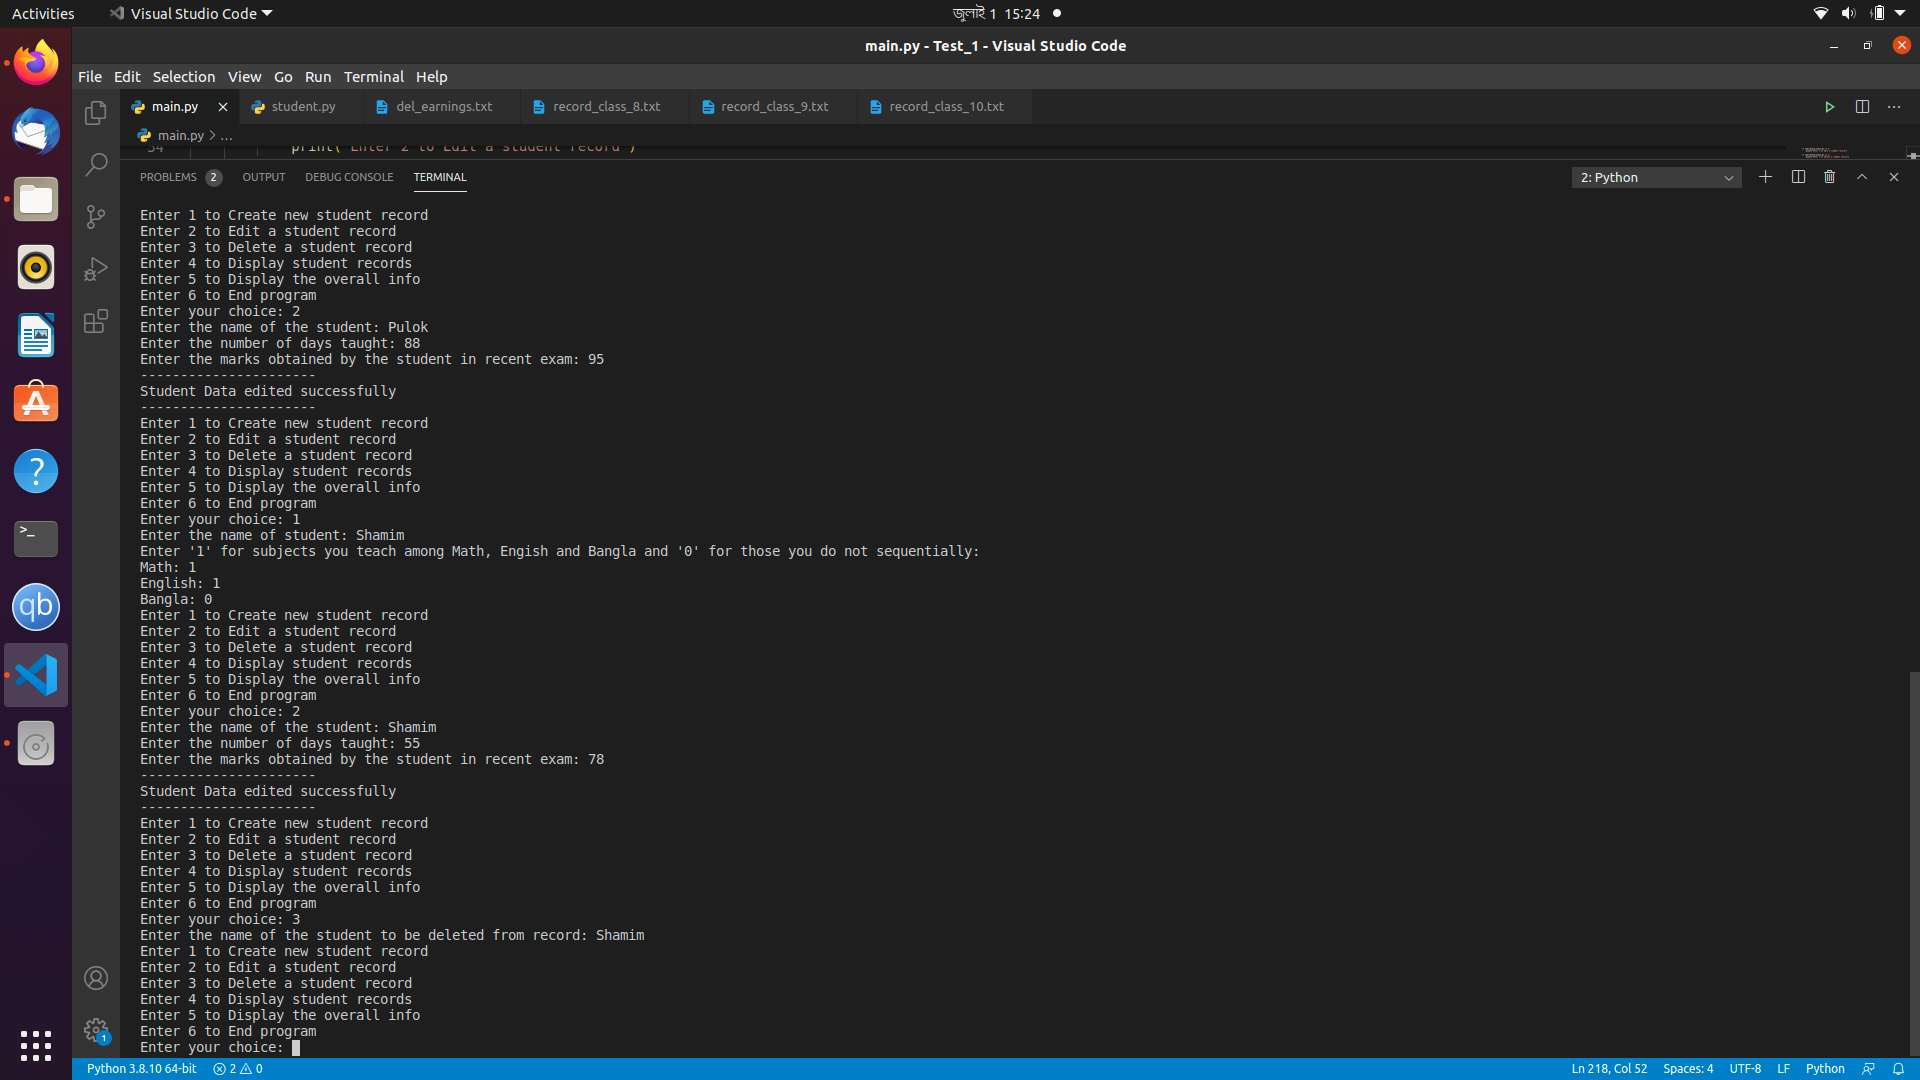 Activities
Visual Studio Code
জুলাই 1 15:24
main.py - Test_1 - Visual Studio Code
File Edit Selection View Go Run Terminal Help
main.py student.py del_earnings.txt record_class_8.txt record_class_9.txt record_class_10.txt
main.py > ...
54 print("Enter 2 to Edit a student record")
PROBLEMS 2 OUTPUT DEBUG CONSOLE TERMINAL 2: Python
Enter 1 to Create new student record
Enter 2 to Edit a student record
Enter 3 to Delete a student record
Enter 4 to Display student records
Enter 5 to Display the overall info
Enter 6 to End program
Enter your choice: 2
Enter the name of the student: Pulok
Enter the number of days taught: 88
Enter the marks obtained by the student in recent exam: 95
----------------------
Student Data edited successfully
----------------------
Enter 1 to Create new student record
Enter 2 to Edit a student record
Enter 3 to Delete a student record
Enter 4 to Display student records
Enter 5 to Display the overall info
Enter 6 to End program
Enter your choice: 1
Enter the name of student: Shamim
Enter '1' for subjects you teach among Math, Engish and Bangla and '0' for those you do not sequentially:
Math: 1
English: 1
Bangla: 0
Enter 1 to Create new student record
Enter 2 to Edit a student record
Enter 3 to Delete a student record
Enter 4 to Display student records
Enter 5 to Display the overall info
Enter 6 to End program
Enter your choice: 2
Enter the name of the student: Shamim
Enter the number of days taught: 55
Enter the marks obtained by the student in recent exam: 78
----------------------
Student Data edited successfully
----------------------
Enter 1 to Create new student record
Enter 2 to Edit a student record
Enter 3 to Delete a student record
Enter 4 to Display student records
Enter 5 to Display the overall info
Enter 6 to End program
Enter your choice: 3
Enter the name of the student to be deleted from record: Shamim
Enter 1 to Create new student record
Enter 2 to Edit a student record
Enter 3 to Delete a student record
Enter 4 to Display student records
Enter 5 to Display the overall info
Enter 6 to End program
Enter your choice:
qb
1
Python 3.8.10 64-bit 2 0 Ln 218, Col 52 Spaces: 4 UTF-8 LF Python